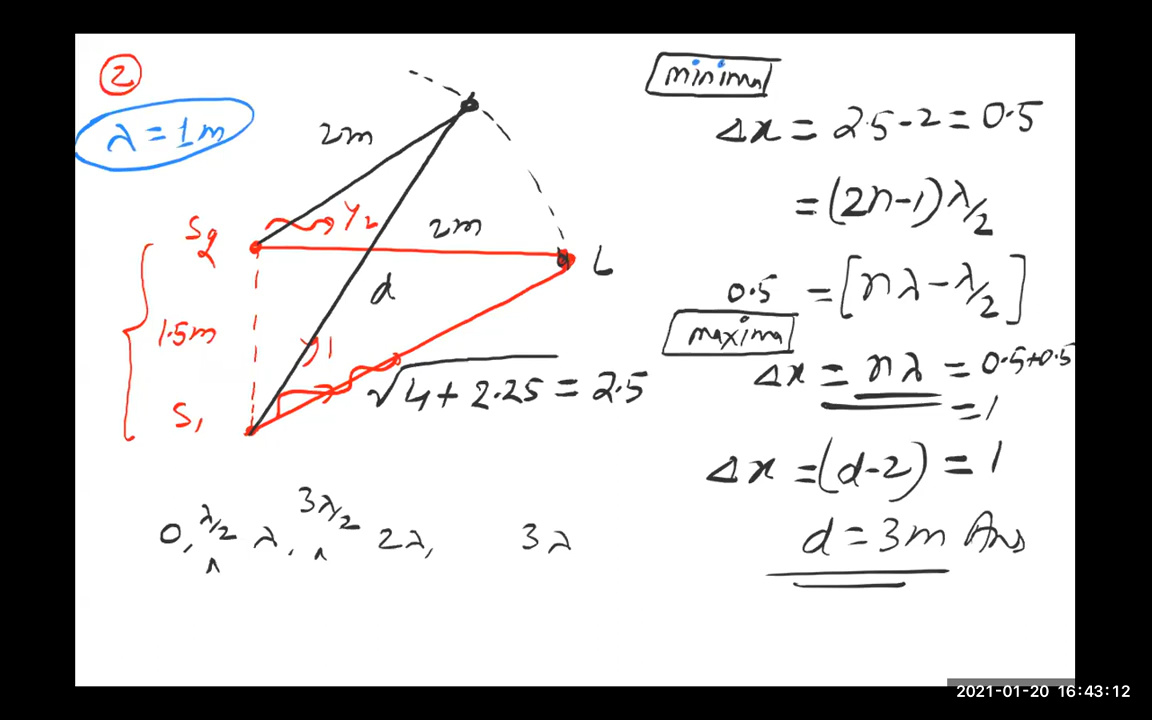 2
λ = 1m
2m
S2
y2
2m
L
d
1.5m
y1
S1
√4 + 2.25 = 2.5
0, λ/2 λ, 3λ/2 2λ, 3λ
minima
Δx = 2.5 - 2 = 0.5
= (2n-1) λ/2
0.5 = [nλ - λ/2]
maxima
Δx = nλ = 0.5+0.5
= 1
Δx = (d-2) = 1
d = 3m Ans
2021-01-20 16:43:12